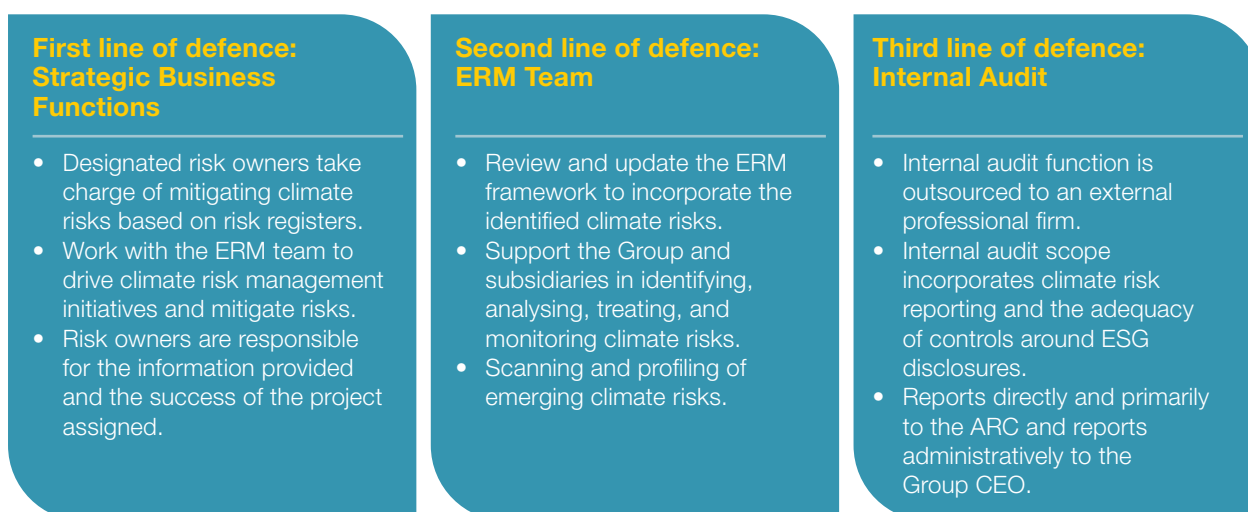 First line of defence:
Strategic Business
Functions
• Designated risk owners take
charge of mitigating climate
risks based on risk registers.
• Work with the ERM team to
drive climate risk management
initiatives and mitigate risks.
• Risk owners are responsible
for the information provided
and the success of the project
assigned.
Second line of defence:
ERM Team
• Review and update the ERM
framework to incorporate the
identified climate risks.
• Support the Group and
subsidiaries in identifying,
analysing, treating, and
monitoring climate risks.
• Scanning and profiling of
emerging climate risks.
Third line of defence:
Internal Audit
• Internal audit function is
outsourced to an external
professional firm.
• Internal audit scope
incorporates climate risk
reporting and the adequacy
of controls around ESG
disclosures.
• Reports directly and primarily
to the ARC and reports
administratively to the
Group CEO.